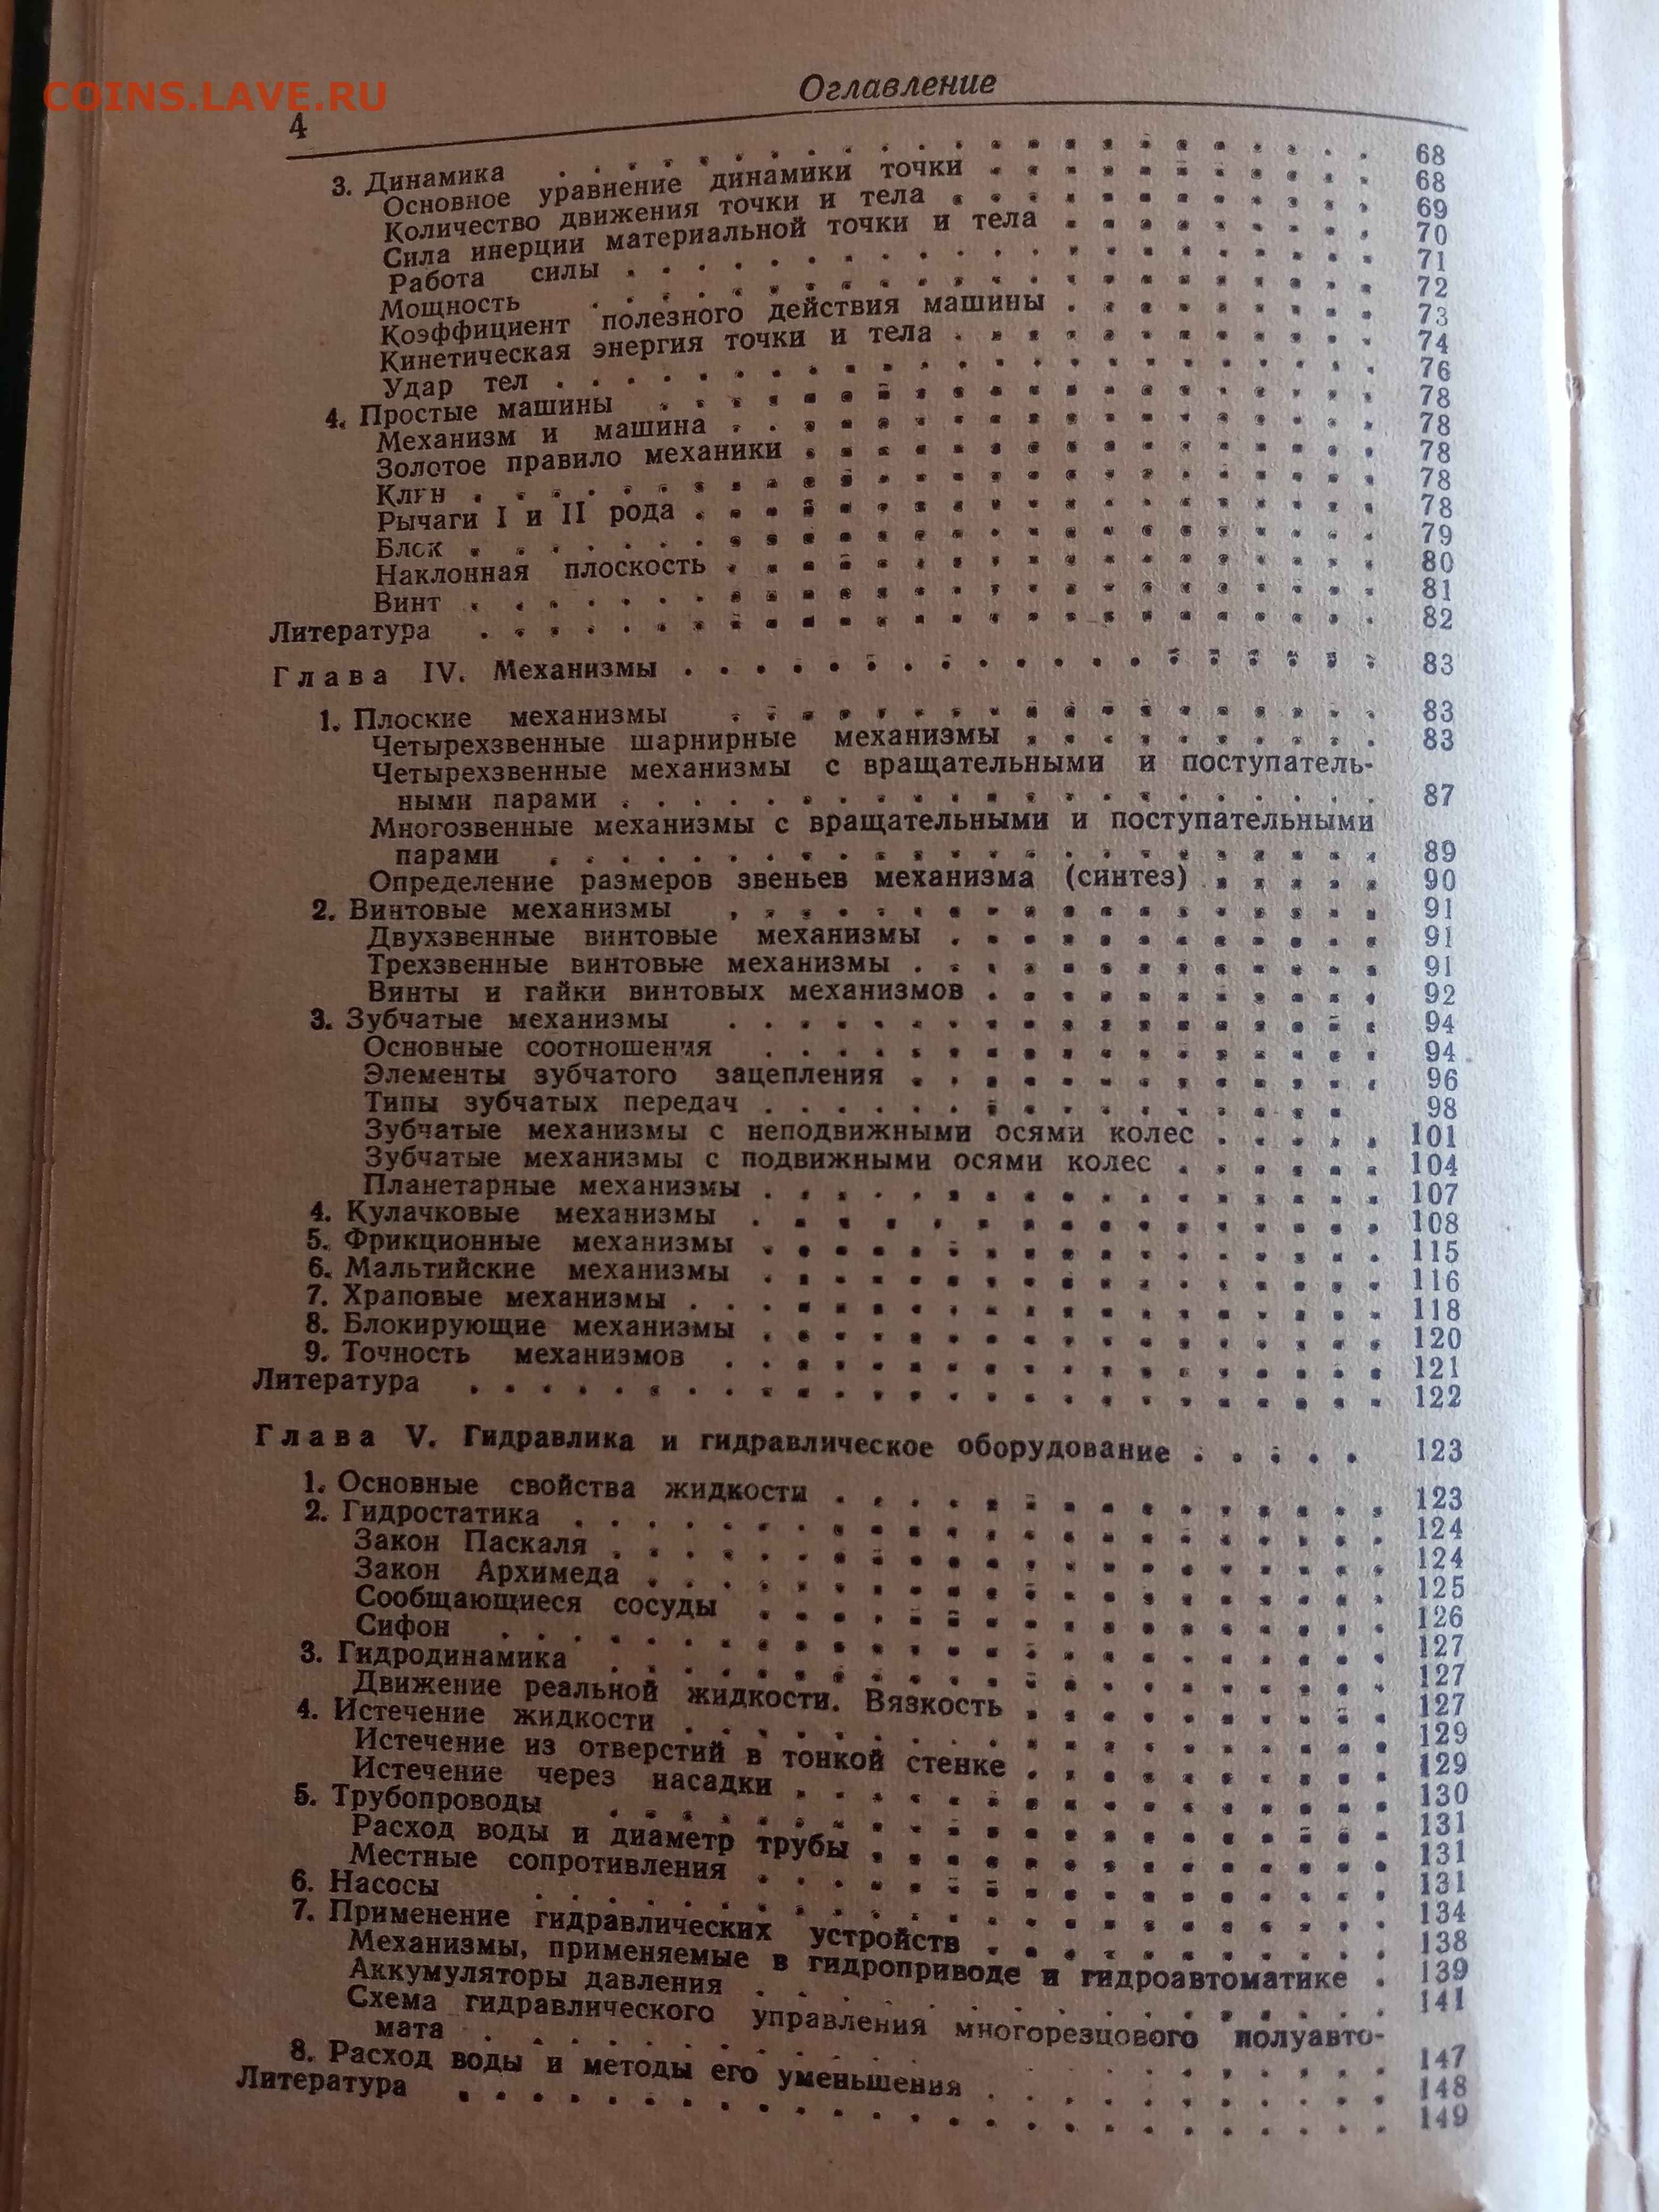 COINS.LAVE.RU
Оглавление
4
3. Динамика . . . . . 68
Основное уравнение динамики точки . . . . . 68
Количество движения точки и тела . . . . . 69
Сила инерции материальной точки и тела . . . . . 70
Работа силы . . . . . 71
Мощность . . . . . 72
Коэффициент полезного действия машины . . . . . 73
Кинетическая энергия точки и тела . . . . . 74
Удар тел . . . . . 76
4. Простые машины . . . . . 78
Механизм и машина . . . . . 78
Золотое правило механики . . . . . 78
Клин . . . . . 78
Рычаги I и II рода . . . . . 78
Блок . . . . . 79
Наклонная плоскость . . . . . 80
Винт . . . . . 81
Литература . . . . . 82
Глава IV. Механизмы . . . . . 83
1. Плоские механизмы . . . . . 83
Четырехзвенные шарнирные механизмы . . . . . 83
Четырехзвенные механизмы с вращательными и поступатель-
ными парами . . . . . 87
Многозвенные механизмы с вращательными и поступательными
парами . . . . . 89
Определение размеров звеньев механизма (синтез) . . . . . 90
2. Винтовые механизмы . . . . . 91
Двухзвенные винтовые механизмы . . . . . 91
Трехзвенные винтовые механизмы . . . . . 91
Винты и гайки винтовых механизмов . . . . . 92
3. Зубчатые механизмы . . . . . 94
Основные соотношения . . . . . 94
Элементы зубчатого зацепления . . . . . 96
Типы зубчатых передач . . . . . 98
Зубчатые механизмы с неподвижными осями колес . . . . . 101
Зубчатые механизмы с подвижными осями колес . . . . . 104
Планетарные механизмы . . . . . 107
4. Кулачковые механизмы . . . . . 108
5. Фрикционные механизмы . . . . . 115
6. Мальтийские механизмы . . . . . 116
7. Храповые механизмы . . . . . 118
8. Блокирующие механизмы . . . . . 120
9. Точность механизмов . . . . . 121
Литература . . . . . 122
Глава V. Гидравлика и гидравлическое оборудование . . . . . 123
1. Основные свойства жидкости . . . . . 123
2. Гидростатика . . . . . 124
Закон Паскаля . . . . . 124
Закон Архимеда . . . . . 125
Сообщающиеся сосуды . . . . . 126
Сифон . . . . . 127
3. Гидродинамика . . . . . 127
Движение реальной жидкости. Вязкость . . . . . 127
4. Истечение жидкости . . . . . 129
Истечение из отверстий в тонкой стенке . . . . . 129
Истечение через насадки . . . . . 130
5. Трубопроводы . . . . . 131
Расход воды и диаметр трубы . . . . . 131
Местные сопротивления . . . . . 131
6. Насосы . . . . . 134
7. Применение гидравлических устройств . . . . . 138
Механизмы, применяемые в гидроприводе и гидроавтоматике . 139
Аккумуляторы давления . . . . . 141
Схема гидравлического управления многорезцового полуавто-
мата . . . . . 147
8. Расход воды и методы его уменьшения . . . . . 148
Литература . . . . . 149